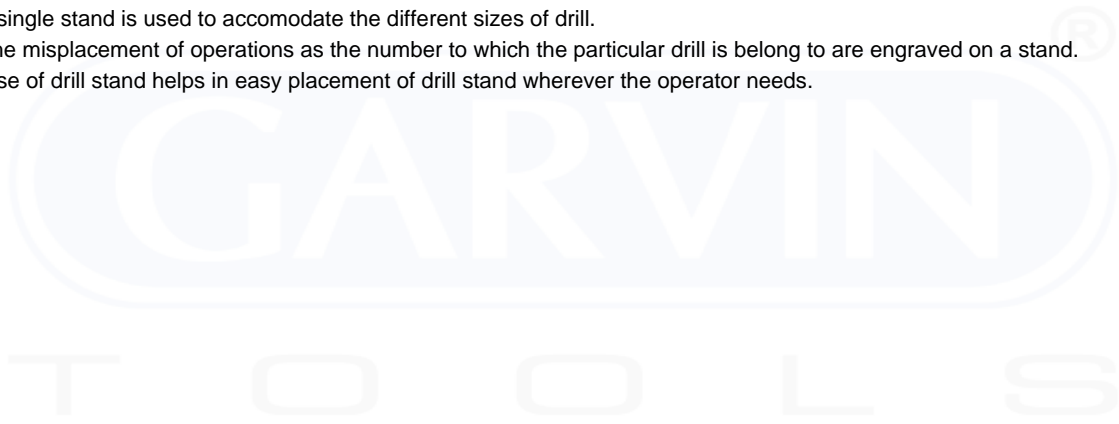 single stand is used to accomodate the different sizes of drill.
ne misplacement of operations as the number to which the particular drill is belong to are engraved on a stand.
se of drill stand helps in easy placement of drill stand wherever the operator needs.
®
GARVIN
TOOLS